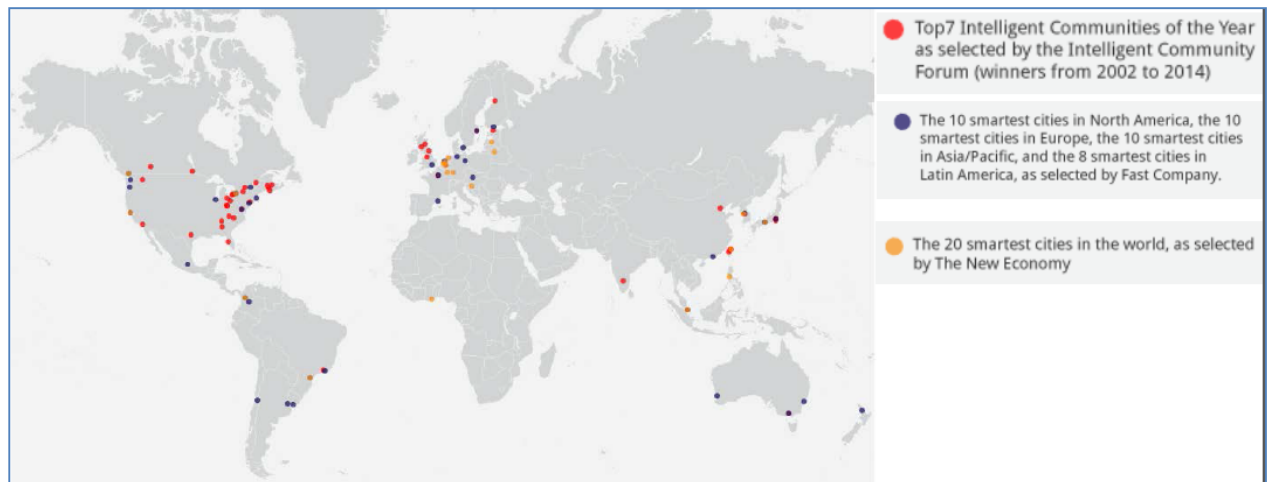 Top7 Intelligent Communities of the Year
as selected by the Intelligent Community
Forum (winners from 2002 to 2014)
The 10 smartest cities in North America, the 10
smartest cities in Europe, the 10 smartest cities
in Asia/Pacific, and the 8 smartest cities in
Latin America, as selected by Fast Company.
The 20 smartest cities in the world, as selected
by The New Economy